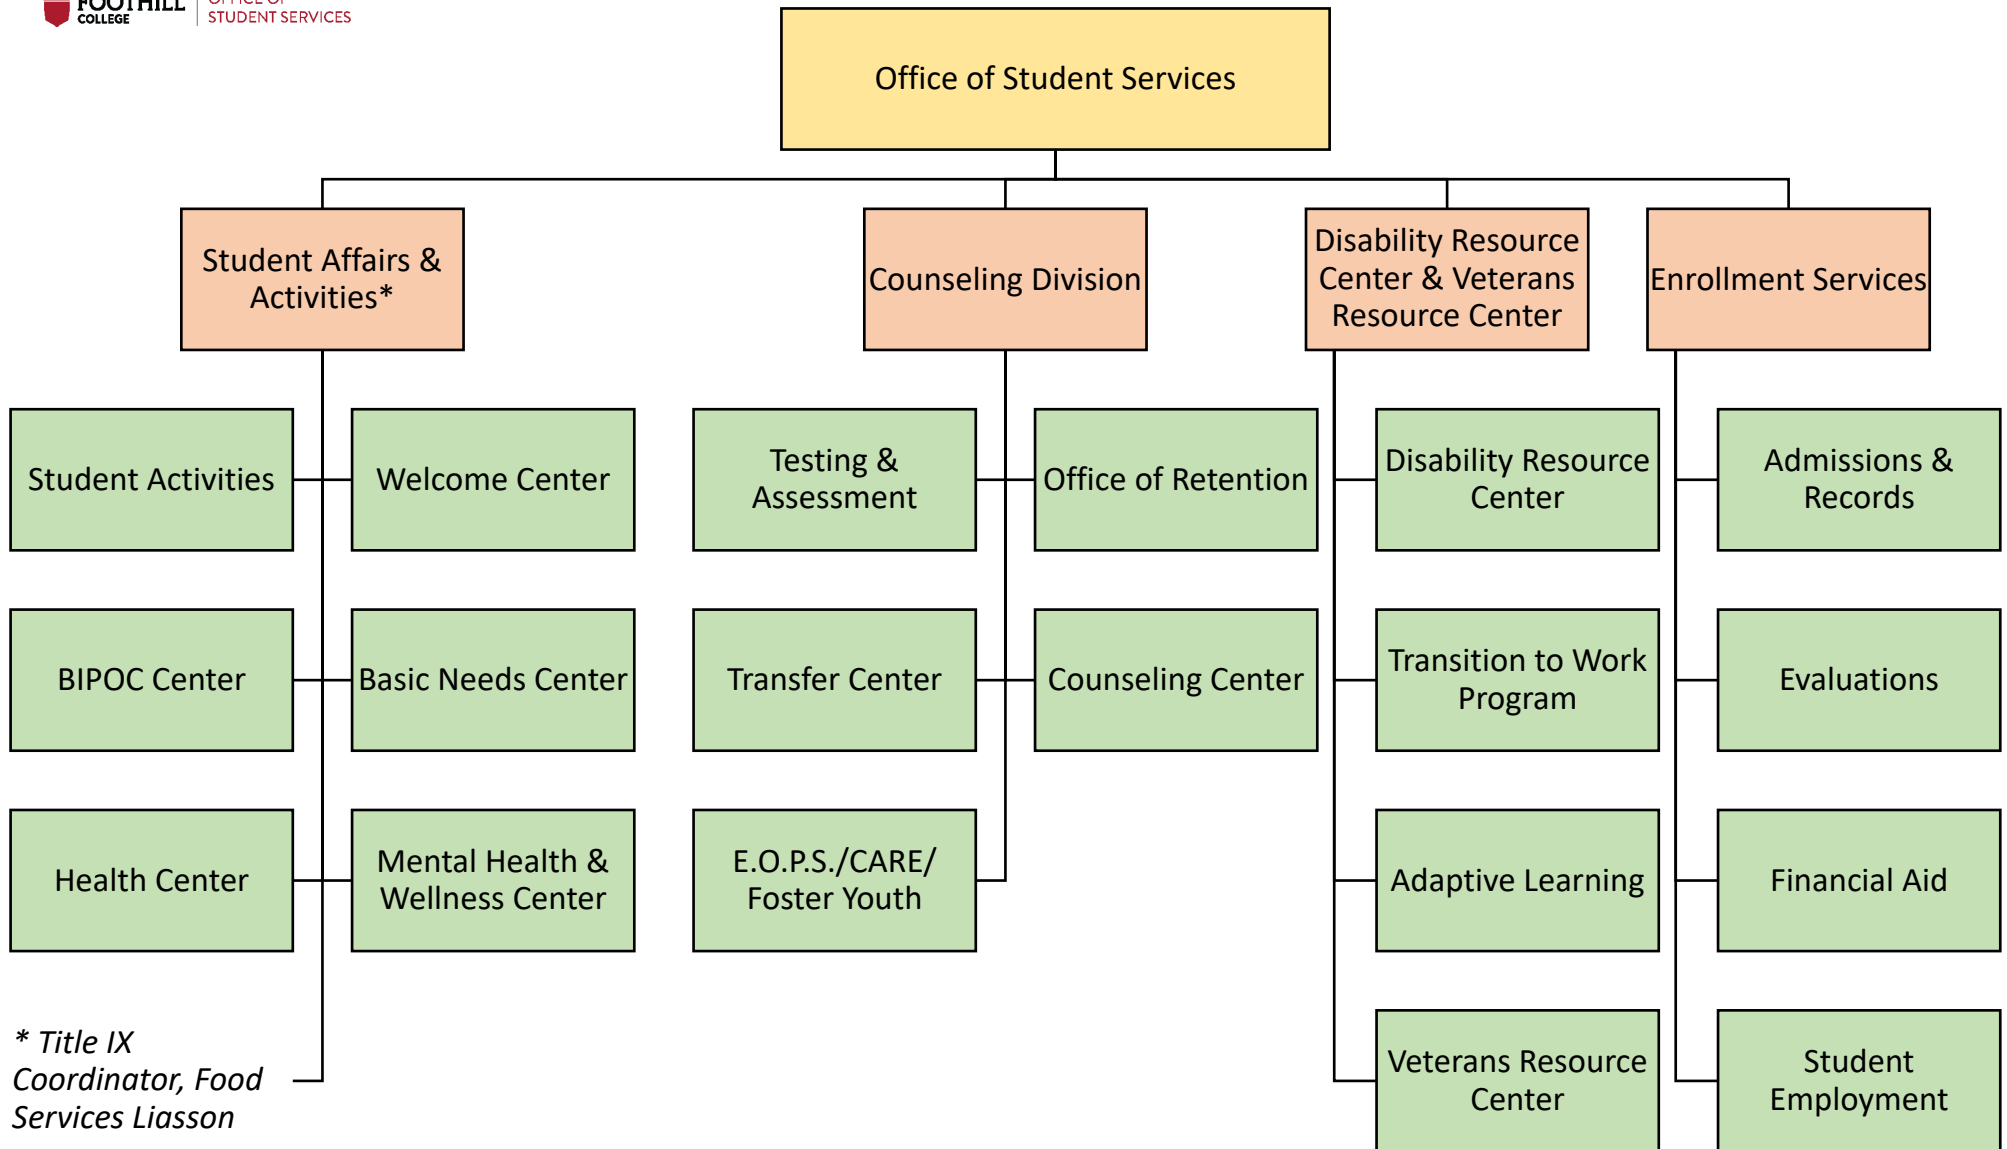 FOOTHILL
COLLEGE
OFFICE OF
STUDENT SERVICES
Office of Student Services
Student Affairs &
Activities*
Counseling Division
Disability Resource
Center & Veterans
Resource Center
Enrollment Services
Student Activities
Welcome Center
BIPOC Center
Basic Needs Center
Health Center
Mental Health &
Wellness Center
* Title IX
Coordinator, Food
Services Liasson
Testing &
Assessment
Office of Retention
Transfer Center
Counseling Center
E.O.P.S./CARE/
Foster Youth
Disability Resource
Center
Transition to Work
Program
Adaptive Learning
Veterans Resource
Center
Admissions &
Records
Evaluations
Financial Aid
Student
Employment